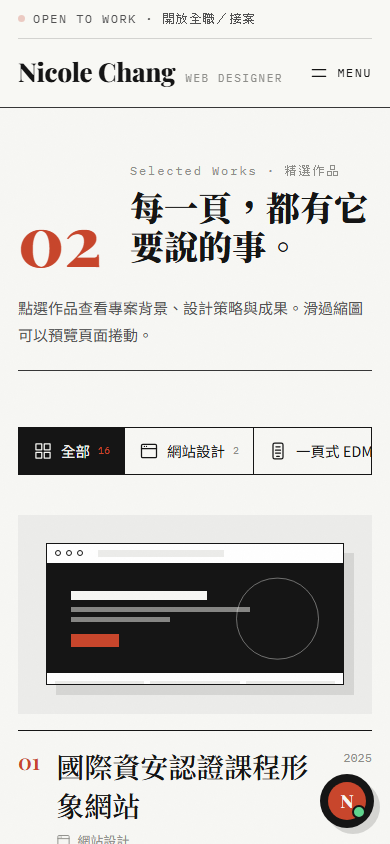 OPEN TO WORK · 開放全職／接案
Nicole Chang WEB DESIGNER
MENU
Selected Works · 精選作品
02
每一頁，都有它
要說的事。
點選作品查看專案背景、設計策略與成果。滑過縮圖
可以預覽頁面捲動。
全部 16 網站設計 2 一頁式 EDM
01 國際資安認證課程形
象網站
2025
N
網站設計